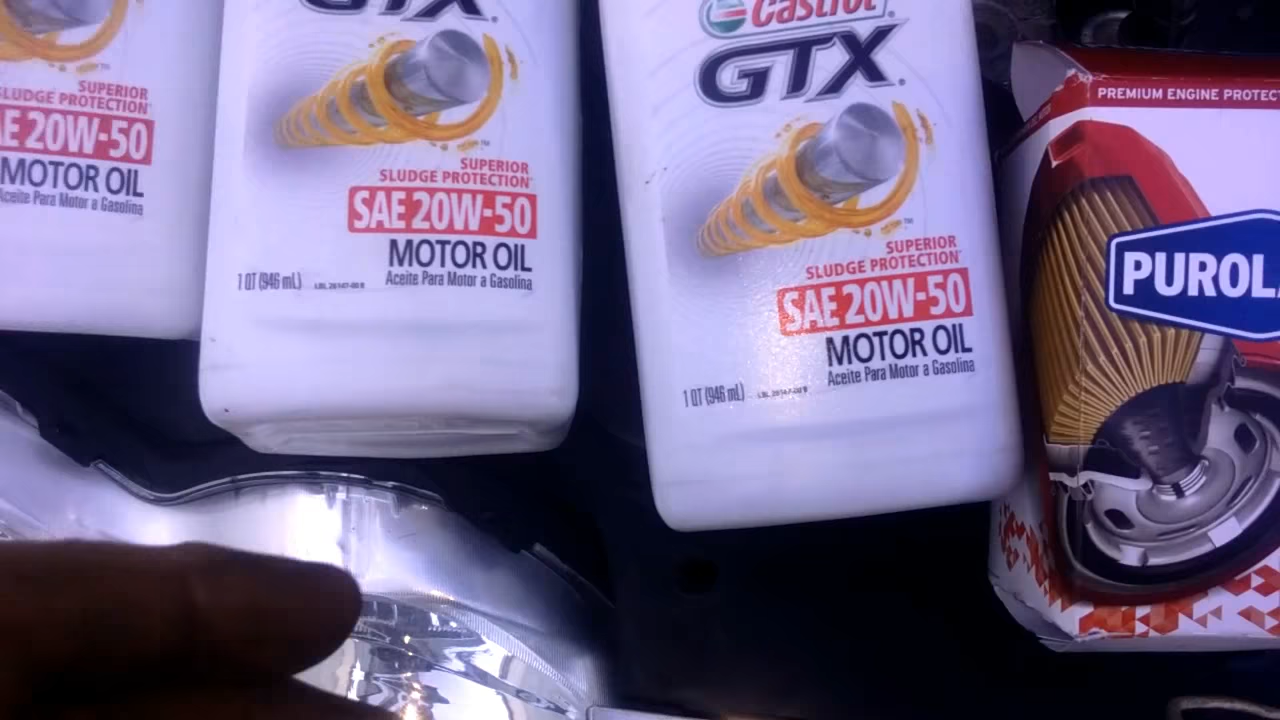 SUPERIOR
SLUDGE PROTECTION
SAE 20W-50
MOTOR OIL
Aceite Para Motor a Gasolina
GTX.
SUPERIOR
SLUDGE PROTECTION
SAE 20W-50
MOTOR OIL
1 QT (946 mL)
Aceite Para Motor a Gasolina
Castrol
GTX.
SUPERIOR
SLUDGE PROTECTION
SAE 20W-50
MOTOR OIL
1 QT (946 mL)
Aceite Para Motor a Gasolina
PREMIUM ENGINE PROTECT
PUROL